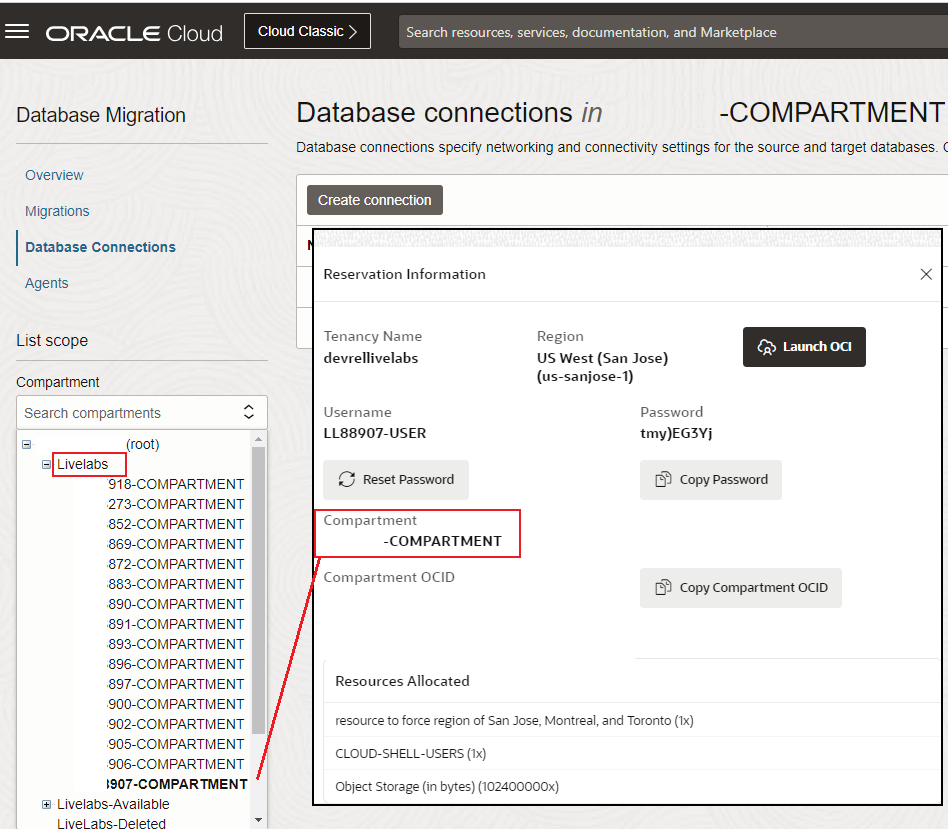 ORACLE Cloud
Cloud Classic
Search resources, services, documentation, and Marketplace
Database Migration
Overview
Migrations
Database Connections
Agents
List scope
Compartment
Search compartments
(root)
Livelabs
918-COMPARTMENT
273-COMPARTMENT
852-COMPARTMENT
869-COMPARTMENT
872-COMPARTMENT
883-COMPARTMENT
890-COMPARTMENT
891-COMPARTMENT
893-COMPARTMENT
896-COMPARTMENT
897-COMPARTMENT
900-COMPARTMENT
902-COMPARTMENT
905-COMPARTMENT
906-COMPARTMENT
8907-COMPARTMENT
Livelabs-Available
LiveLabs-Deleted
Database connections in -COMPARTMENT
Database connections specify networking and connectivity settings for the source and target databases.
Create connection
Reservation Information
Tenancy Name
devrellivelabs
Region
US West (San Jose)
(us-sanjose-1)
Launch OCI
Username
LL88907-USER
Password
tmy)EG3Yj
Reset Password
Copy Password
Compartment
-COMPARTMENT
Compartment OCID
Copy Compartment OCID
Resources Allocated
resource to force region of San Jose, Montreal, and Toronto (1x)
CLOUD-SHELL-USERS (1x)
Object Storage (in bytes) (102400000x)